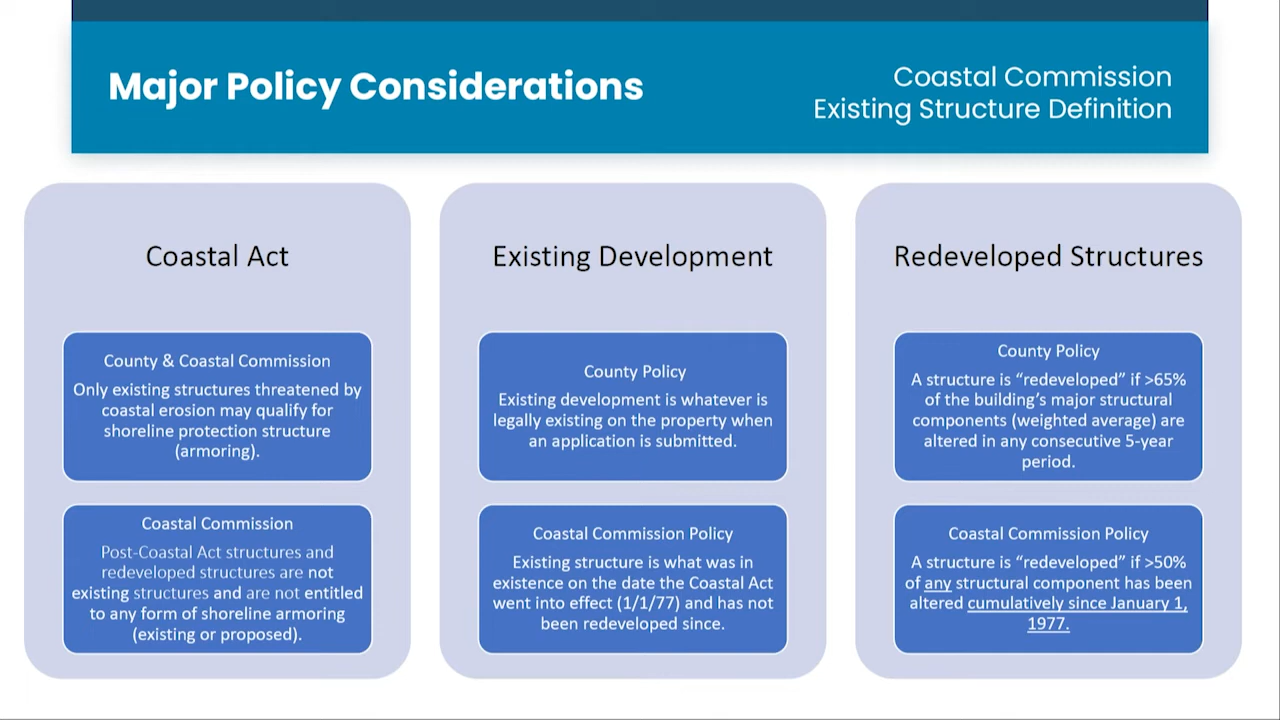 Major Policy Considerations
Coastal Commission
Existing Structure Definition
Coastal Act
County & Coastal Commission
Only existing structures threatened by
coastal erosion may qualify for
shoreline protection structure
(armoring).
Coastal Commission
Post-Coastal Act structures and
redeveloped structures are not
existing structures and are not entitled
to any form of shoreline armoring
(existing or proposed).
Existing Development
County Policy
Existing development is whatever is
legally existing on the property when
an application is submitted.
Coastal Commission Policy
Existing structure is what was in
existence on the date the Coastal Act
went into effect (1/1/77) and has not
been redeveloped since.
Redeveloped Structures
County Policy
A structure is “redeveloped” if >65%
of the building’s major structural
components (weighted average) are
altered in any consecutive 5-year
period.
Coastal Commission Policy
A structure is “redeveloped” if >50%
of any structural component has been
altered cumulatively since January 1,
1977.